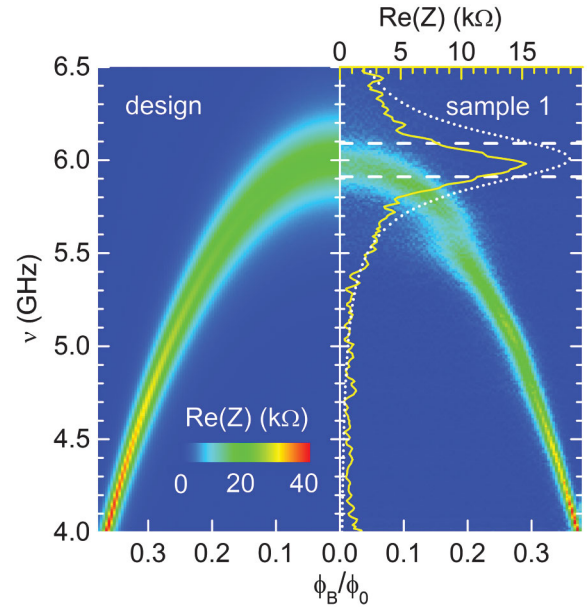 Re(Z) (kΩ)
0 5 10 15
6.5
design
sample 1
6.0
5.5
ν (GHz)
5.0
Re(Z) (kΩ)
4.5
0 20 40
4.0
0.3 0.2 0.1 0.0 0.1 0.2 0.3
ϕB/ϕ0